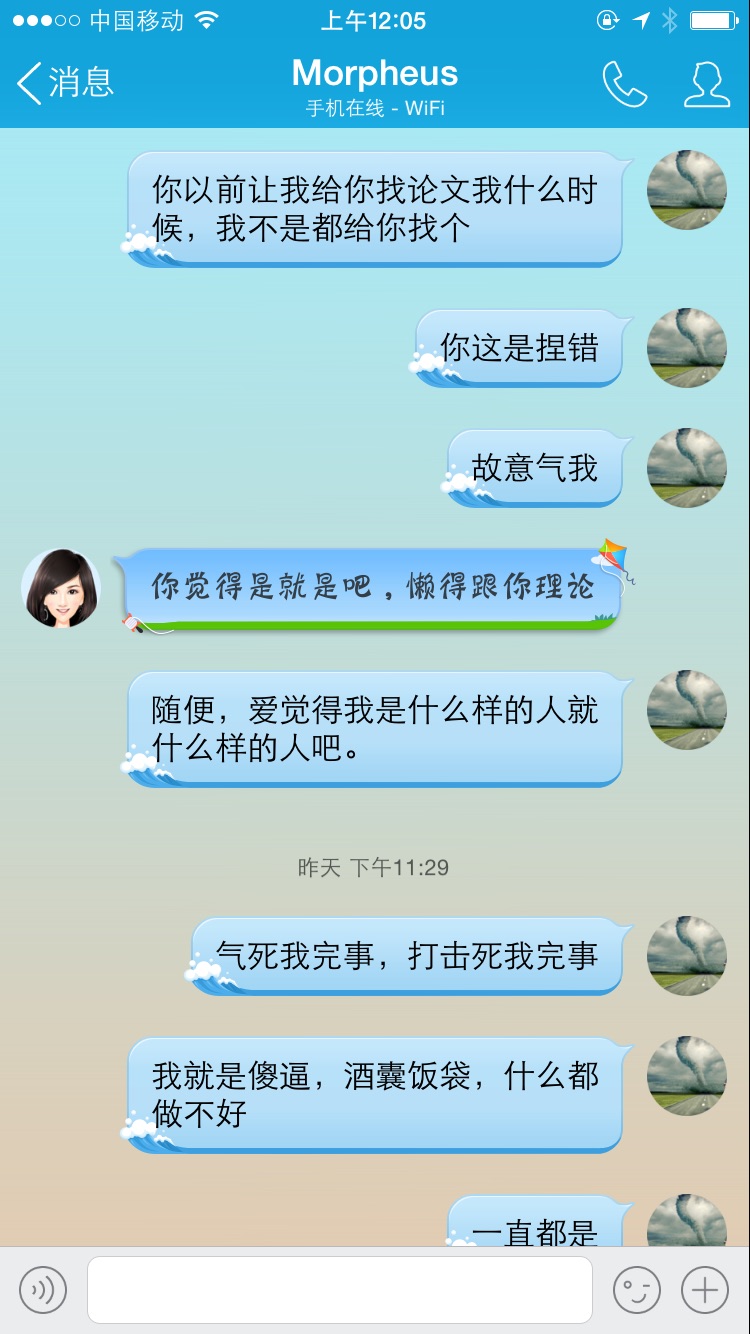 中国移动
上午12:05
消息
Morpheus
手机在线 - WiFi
你以前让我给你找论文我什么时
候，我不是都给你找个
你这是捏错
故意气我
你觉得是就是吧，懒得跟你理论
随便，爱觉得我是什么样的人就
什么样的人吧。
昨天 下午11:29
气死我完事，打击死我完事
我就是傻逼，酒囊饭袋，什么都
做不好
一直都是